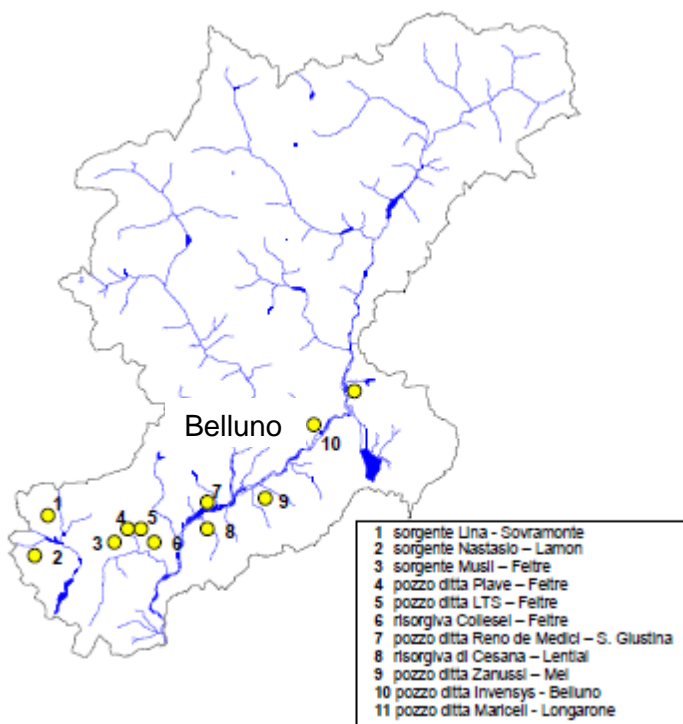 Belluno
10
1
7
9
4
5
8
2
3
6
1 sorgente Lina - Sovramonte
2 sorgente Nastasio – Lamon
3 sorgente Musil – Feltre
4 pozzo ditta Piave – Feltre
5 pozzo ditta LTS – Feltre
6 risorgiva Collesei – Feltre
7 pozzo ditta Reno de Medici – S. Giustina
8 risorgiva di Cesana – Lentiai
9 pozzo ditta Zanussi – Mel
10 pozzo ditta Invensys - Belluno
11 pozzo ditta Maricell - Longarone